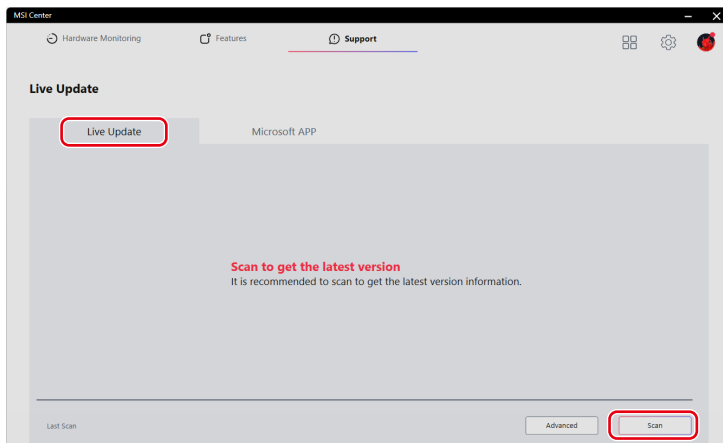 MSI Center
Hardware Monitoring
Features
Support
Live Update
Live Update
Microsoft APP
Scan to get the latest version
It is recommended to scan to get the latest version information.
Last Scan
Advanced
Scan